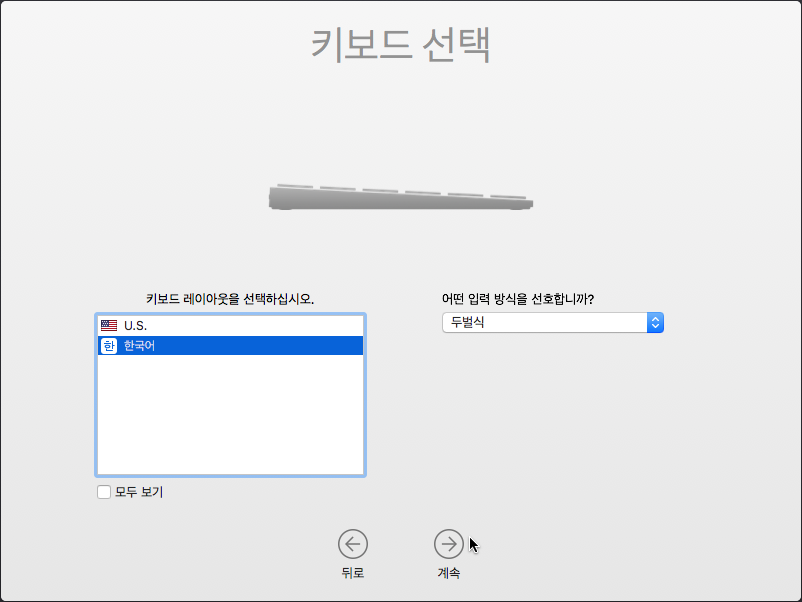 키보드 선택
키보드 레이아웃을 선택하십시오.
U.S.
한 한국어
모두 보기
어떤 입력 방식을 선호합니까?
두벌식
뒤로
계속